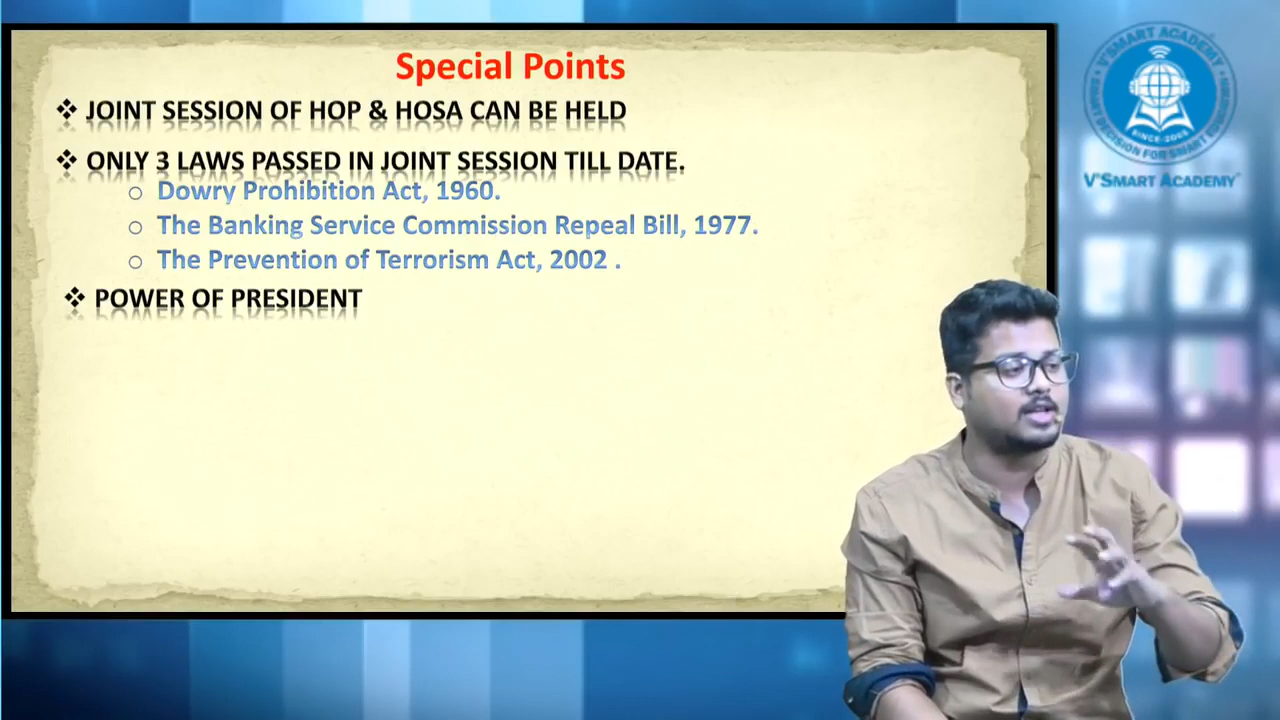 Special Points
❖ JOINT SESSION OF HOP & HOSA CAN BE HELD
❖ ONLY 3 LAWS PASSED IN JOINT SESSION TILL DATE.
o Dowry Prohibition Act, 1960.
o The Banking Service Commission Repeal Bill, 1977.
o The Prevention of Terrorism Act, 2002 .
❖ POWER OF PRESIDENT
V'SMART ACADEMY
SINCE-2005
V'SMART ACADEMY